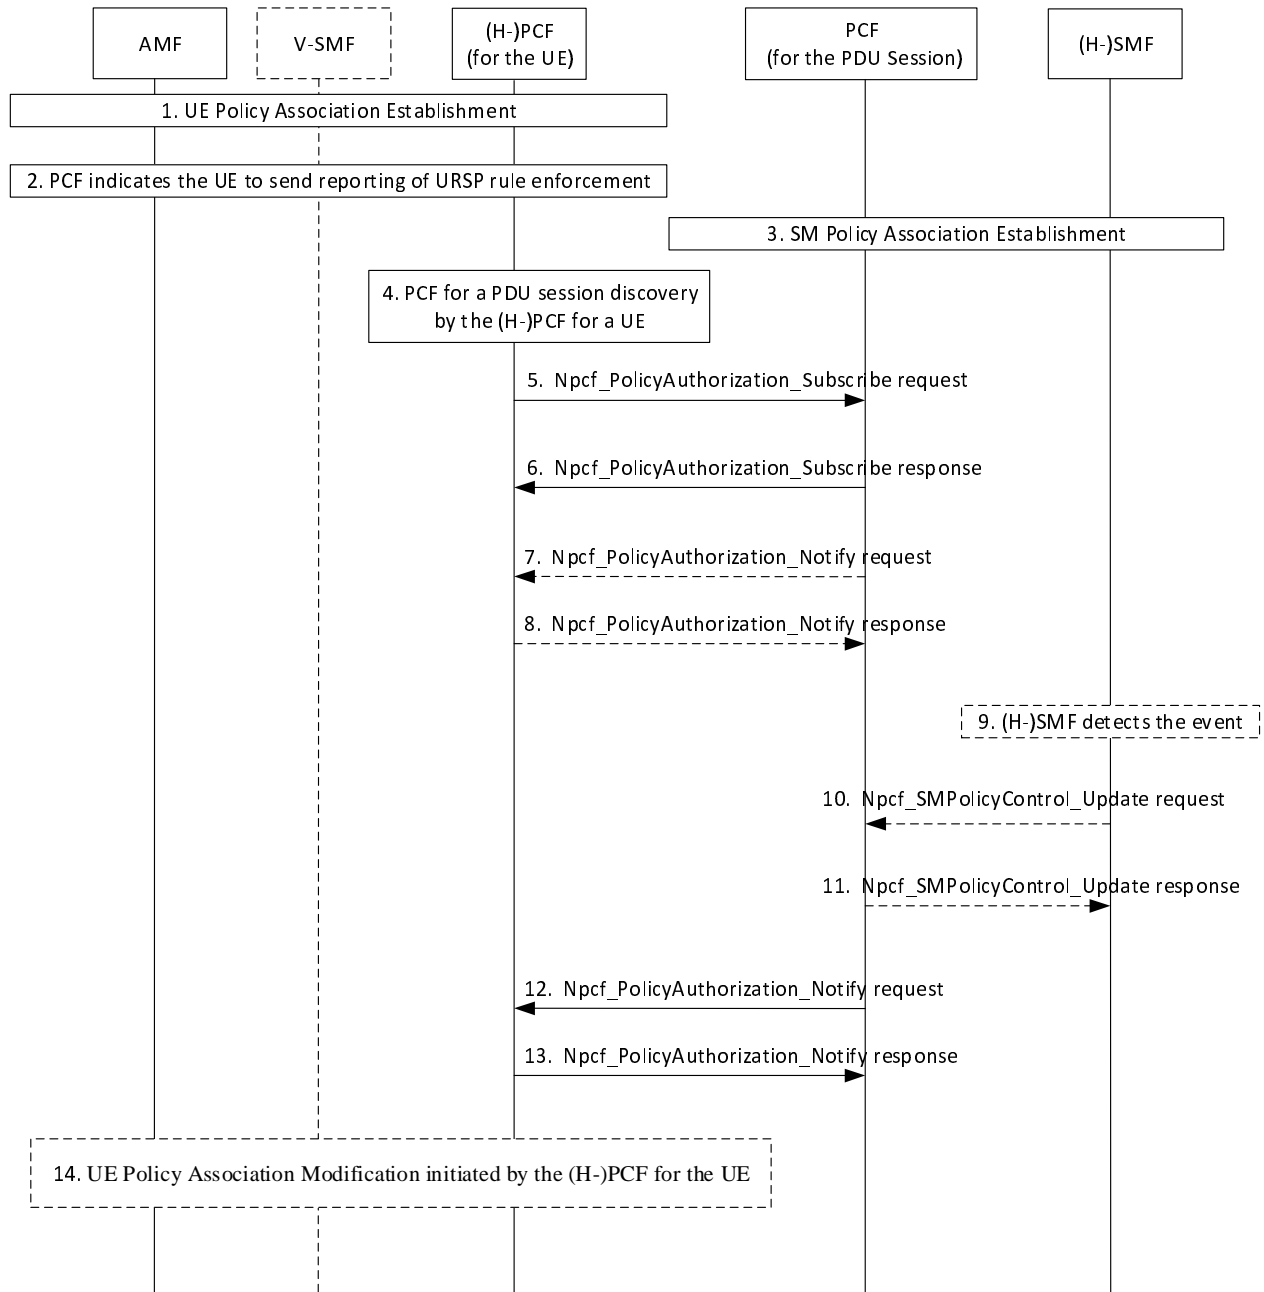 AMF
V-SMF
(H-)PCF
(for the UE)
PCF
(for the PDU Session)
(H-)SMF
1. UE Policy Association Establishment
2. PCF indicates the UE to send reporting of URSP rule enforcement
3. SM Policy Association Establishment
4. PCF for a PDU session discovery
by the (H-)PCF for a UE
5. Npcf_PolicyAuthorization_Subscribe request
6. Npcf_PolicyAuthorization_Subscribe response
7. Npcf_PolicyAuthorization_Notify request
8. Npcf_PolicyAuthorization_Notify response
9. (H-)SMF detects the event
10. Npcf_SMPolicyControl_Update request
11. Npcf_SMPolicyControl_Update response
12. Npcf_PolicyAuthorization_Notify request
13. Npcf_PolicyAuthorization_Notify response
14. UE Policy Association Modification initiated by the (H-)PCF for the UE